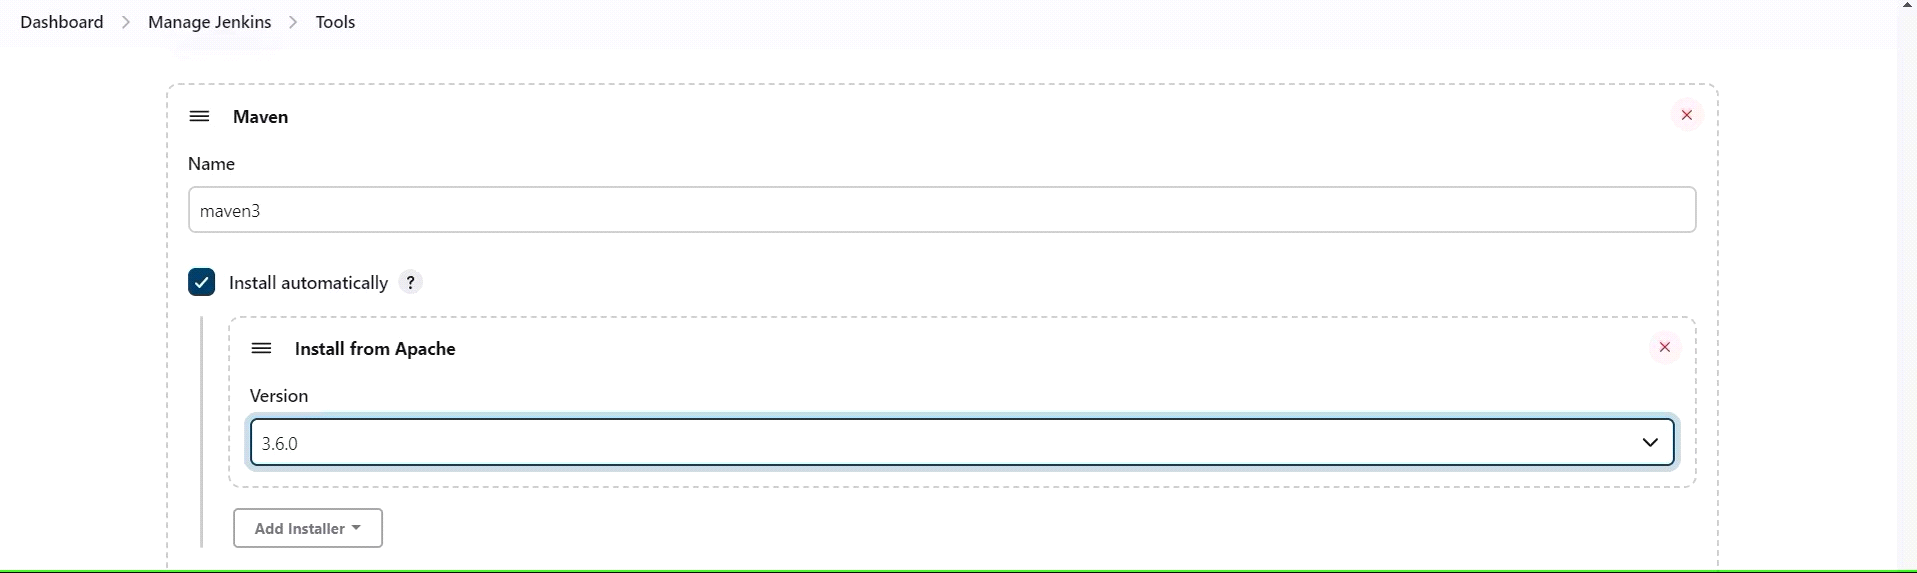 Dashboard > Manage Jenkins > Tools
Maven
Name
maven3
Install automatically ?
Install from Apache
Version
3.6.0
Add Installer